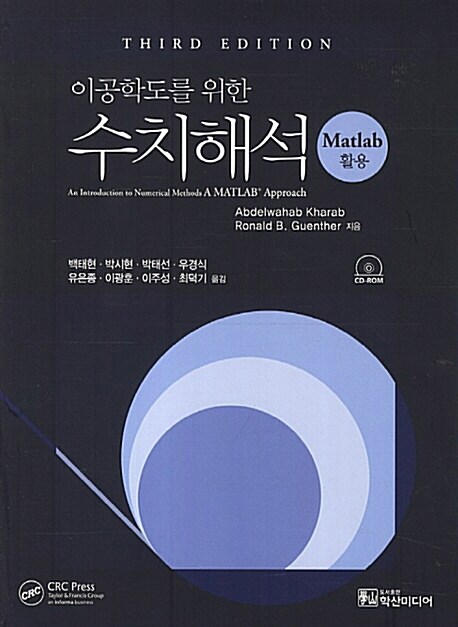 THIRD EDITION
이공학도를 위한
수치해석
Matlab
활용
An Introduction to Numerical Methods A MATLAB® Approach
Abdelwahab Kharab
Ronald B. Guenther 지음
백태현 · 박시현 · 박태선 · 우경식
유은종 · 이광훈 · 이주성 · 최덕기 옮김
CD-ROM
CRC
CRC Press
Taylor & Francis Group
an informa business
도서출판
학산미디어